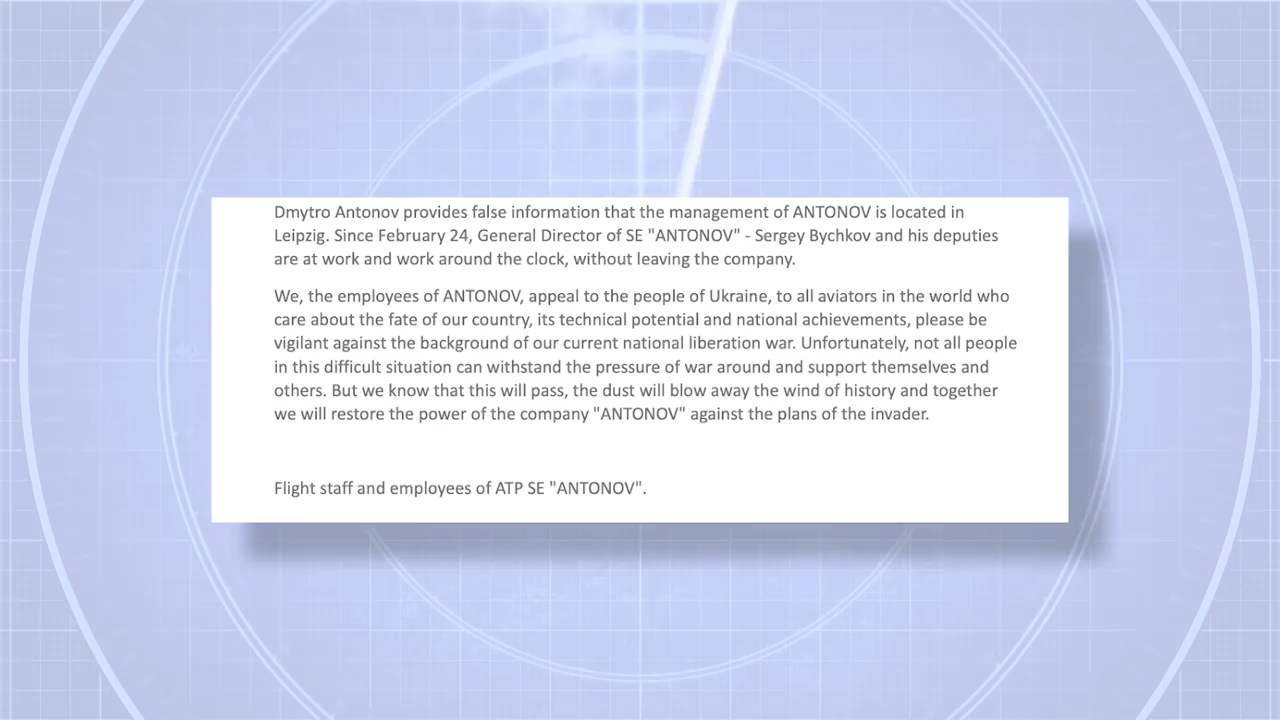 Dmytro Antonov provides false information that the management of ANTONOV is located in
Leipzig. Since February 24, General Director of SE "ANTONOV" - Sergey Bychkov and his deputies
are at work and work around the clock, without leaving the company.
We, the employees of ANTONOV, appeal to the people of Ukraine, to all aviators in the world who
care about the fate of our country, its technical potential and national achievements, please be
vigilant against the background of our current national liberation war. Unfortunately, not all people
in this difficult situation can withstand the pressure of war around and support themselves and
others. But we know that this will pass, the dust will blow away the wind of history and together
we will restore the power of the company "ANTONOV" against the plans of the invader.
Flight staff and employees of ATP SE "ANTONOV".